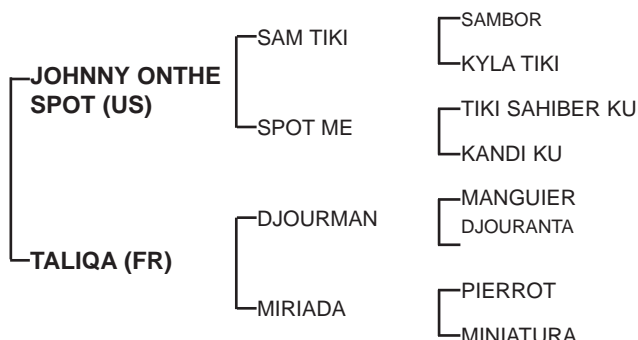 SAMBOR
SAM TIKI
KYLA TIKI
JOHNNY ONTHE
SPOT (US)
TIKI SAHIBER KU
SPOT ME
KANDI KU
MANGUIER
DJOURMAN
DJOURANTA
TALIQA (FR)
PIERROT
MIRIADA
MINIATURA